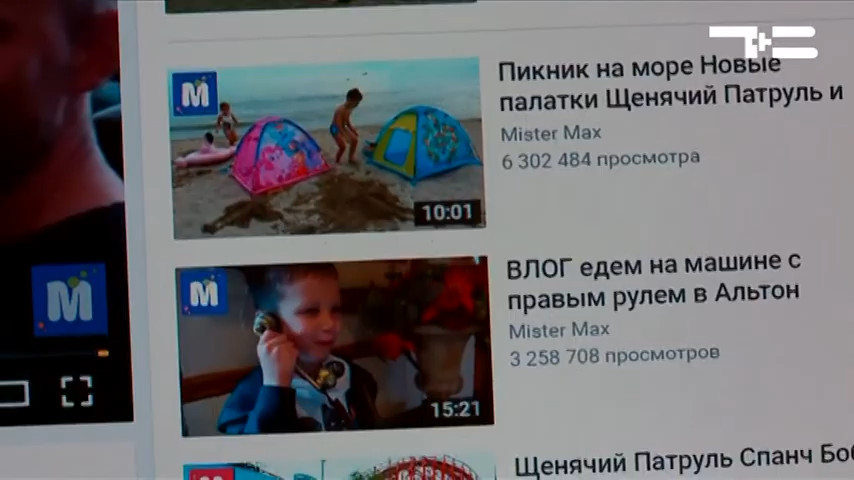 Пикник на море Новые
палатки Щенячий Патруль и
Mister Max
6 302 484 просмотра
M
10:01
ВЛОГ едем на машине с
правым рулем в Альтон
Mister Max
3 258 708 просмотров
M
15:21
M
Щенячий Патруль Спанч Боб